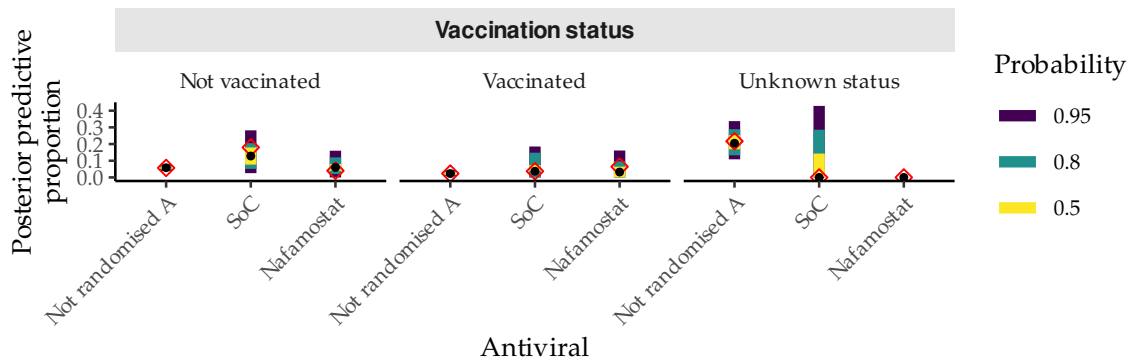 Vaccination status
Not vaccinated
Vaccinated
Unknown status
Posterior predictive
proportion
0.4
0.3
0.2
0.1
0.0
Not randomised A
SoC
Nafamostat
Not randomised A
SoC
Nafamostat
Not randomised A
SoC
Nafamostat
Antiviral
Probability
0.95
0.8
0.5